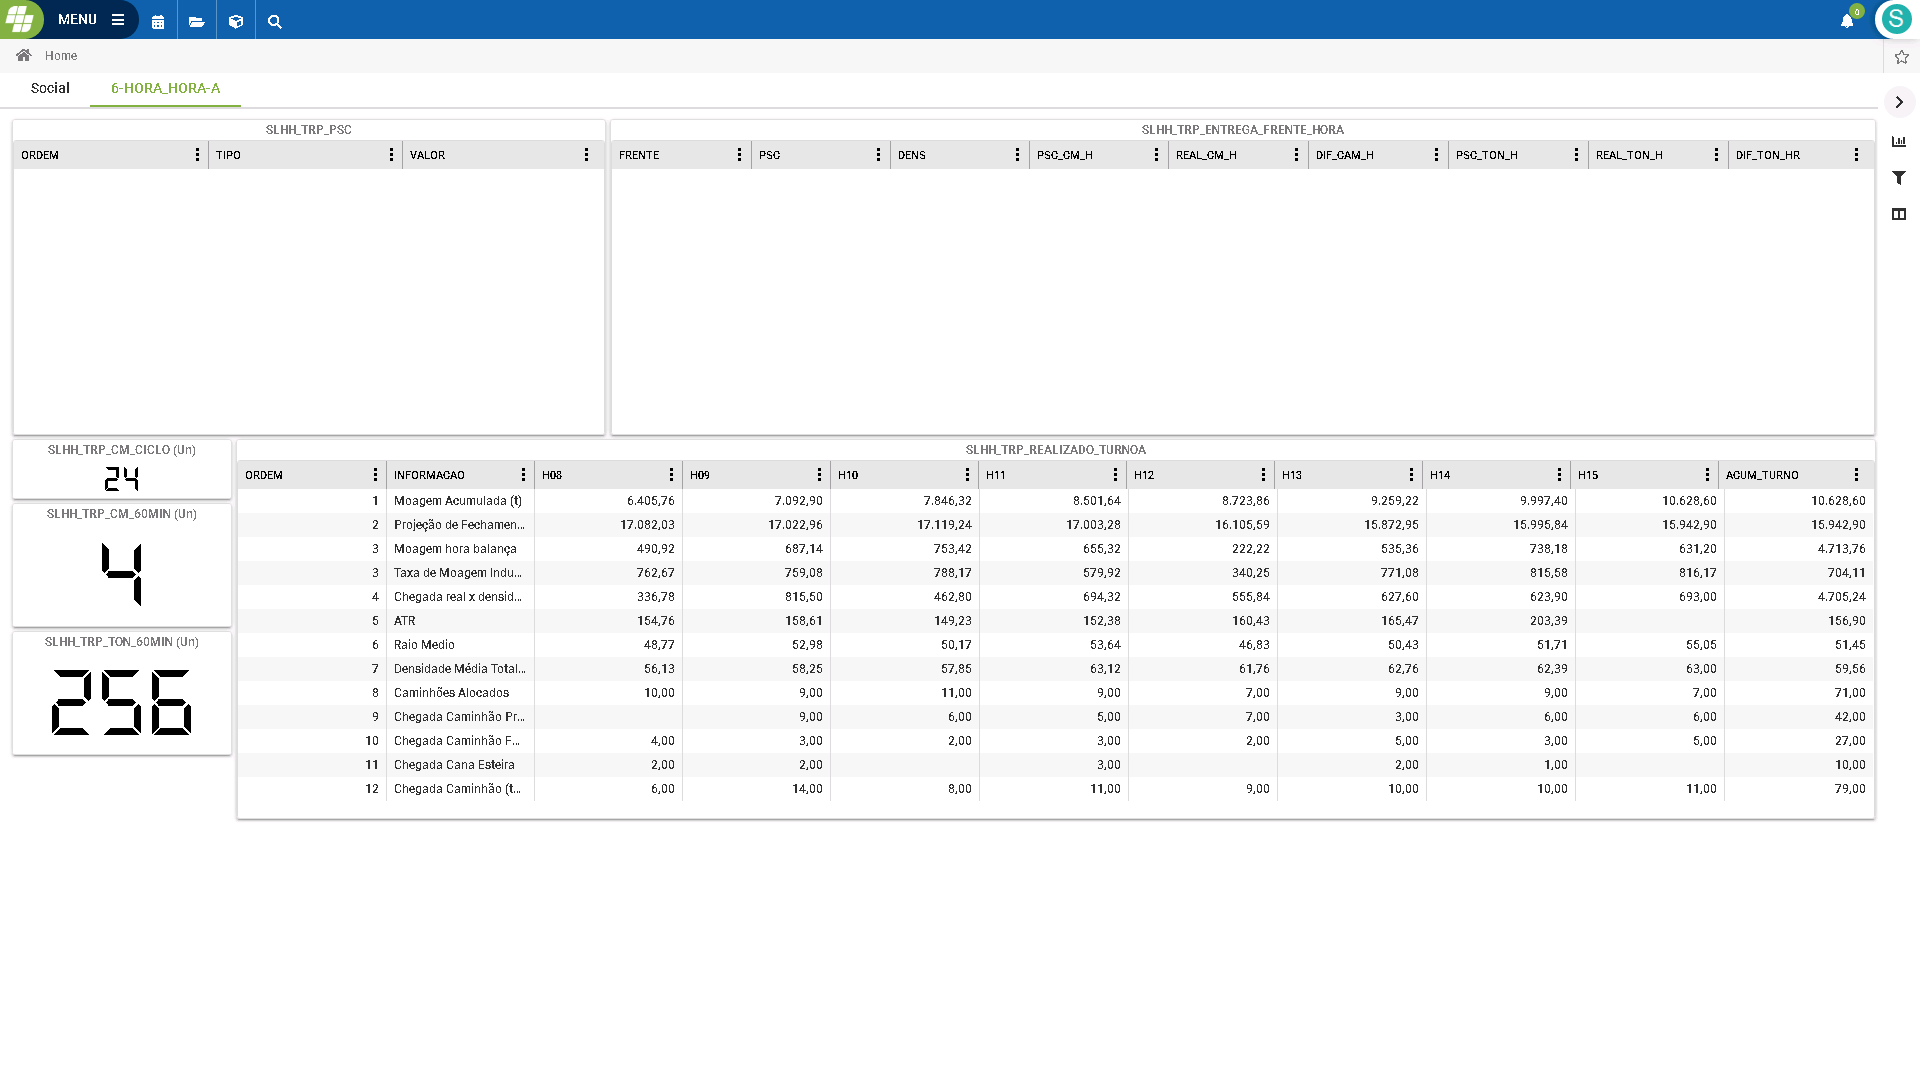 MENU
0
S
Home
Social 6-HORA_HORA-A
SLHH_TRP_PSC
ORDEM TIPO VALOR
SLHH_TRP_ENTREGA_FRENTE_HORA
FRENTE PSC DENS PSC_CM_H REAL_CM_H DIF_CAM_H PSC_TON_H REAL_TON_H DIF_TON_HR
SLHH_TRP_CM_CICLO (Un)
24
SLHH_TRP_CM_60MIN (Un)
4
SLHH_TRP_TON_60MIN (Un)
256
SLHH_TRP_REALIZADO_TURNOA
ORDEM INFORMACAO H08 H09 H10 H11 H12 H13 H14 H15 ACUM_TURNO
1 Moagem Acumulada (t) 6.405,76 7.092,90 7.846,32 8.501,64 8.723,86 9.259,22 9.997,40 10.628,60 10.628,60
2 Projeção de Fechamen... 17.082,03 17.022,96 17.119,24 17.003,28 16.105,59 15.872,95 15.995,84 15.942,90 15.942,90
3 Moagem hora balança 490,92 687,14 753,42 655,32 222,22 535,36 738,18 631,20 4.713,76
3 Taxa de Moagem Indu... 762,67 759,08 788,17 579,92 340,25 771,08 815,58 816,17 704,11
4 Chegada real x densid... 336,78 815,50 462,80 694,32 555,84 627,60 623,90 693,00 4.705,24
5 ATR 154,76 158,61 149,23 152,38 160,43 165,47 203,39 166,90
6 Raio Medio 48,77 52,98 50,17 53,64 46,83 50,43 51,71 55,05 51,45
7 Densidade Média Total... 56,13 58,25 57,85 63,12 61,76 62,76 62,39 63,00 59,56
8 Caminhões Alocados 10,00 9,00 11,00 9,00 7,00 9,00 9,00 7,00 71,00
9 Chegada Caminhão Pr... 9,00 6,00 5,00 7,00 3,00 6,00 6,00 42,00
10 Chegada Caminhão F... 4,00 3,00 2,00 3,00 2,00 5,00 3,00 5,00 27,00
11 Chegada Cana Esteira 2,00 2,00 3,00 2,00 1,00 10,00
12 Chegada Caminhão (t... 6,00 14,00 8,00 11,00 9,00 10,00 10,00 11,00 79,00